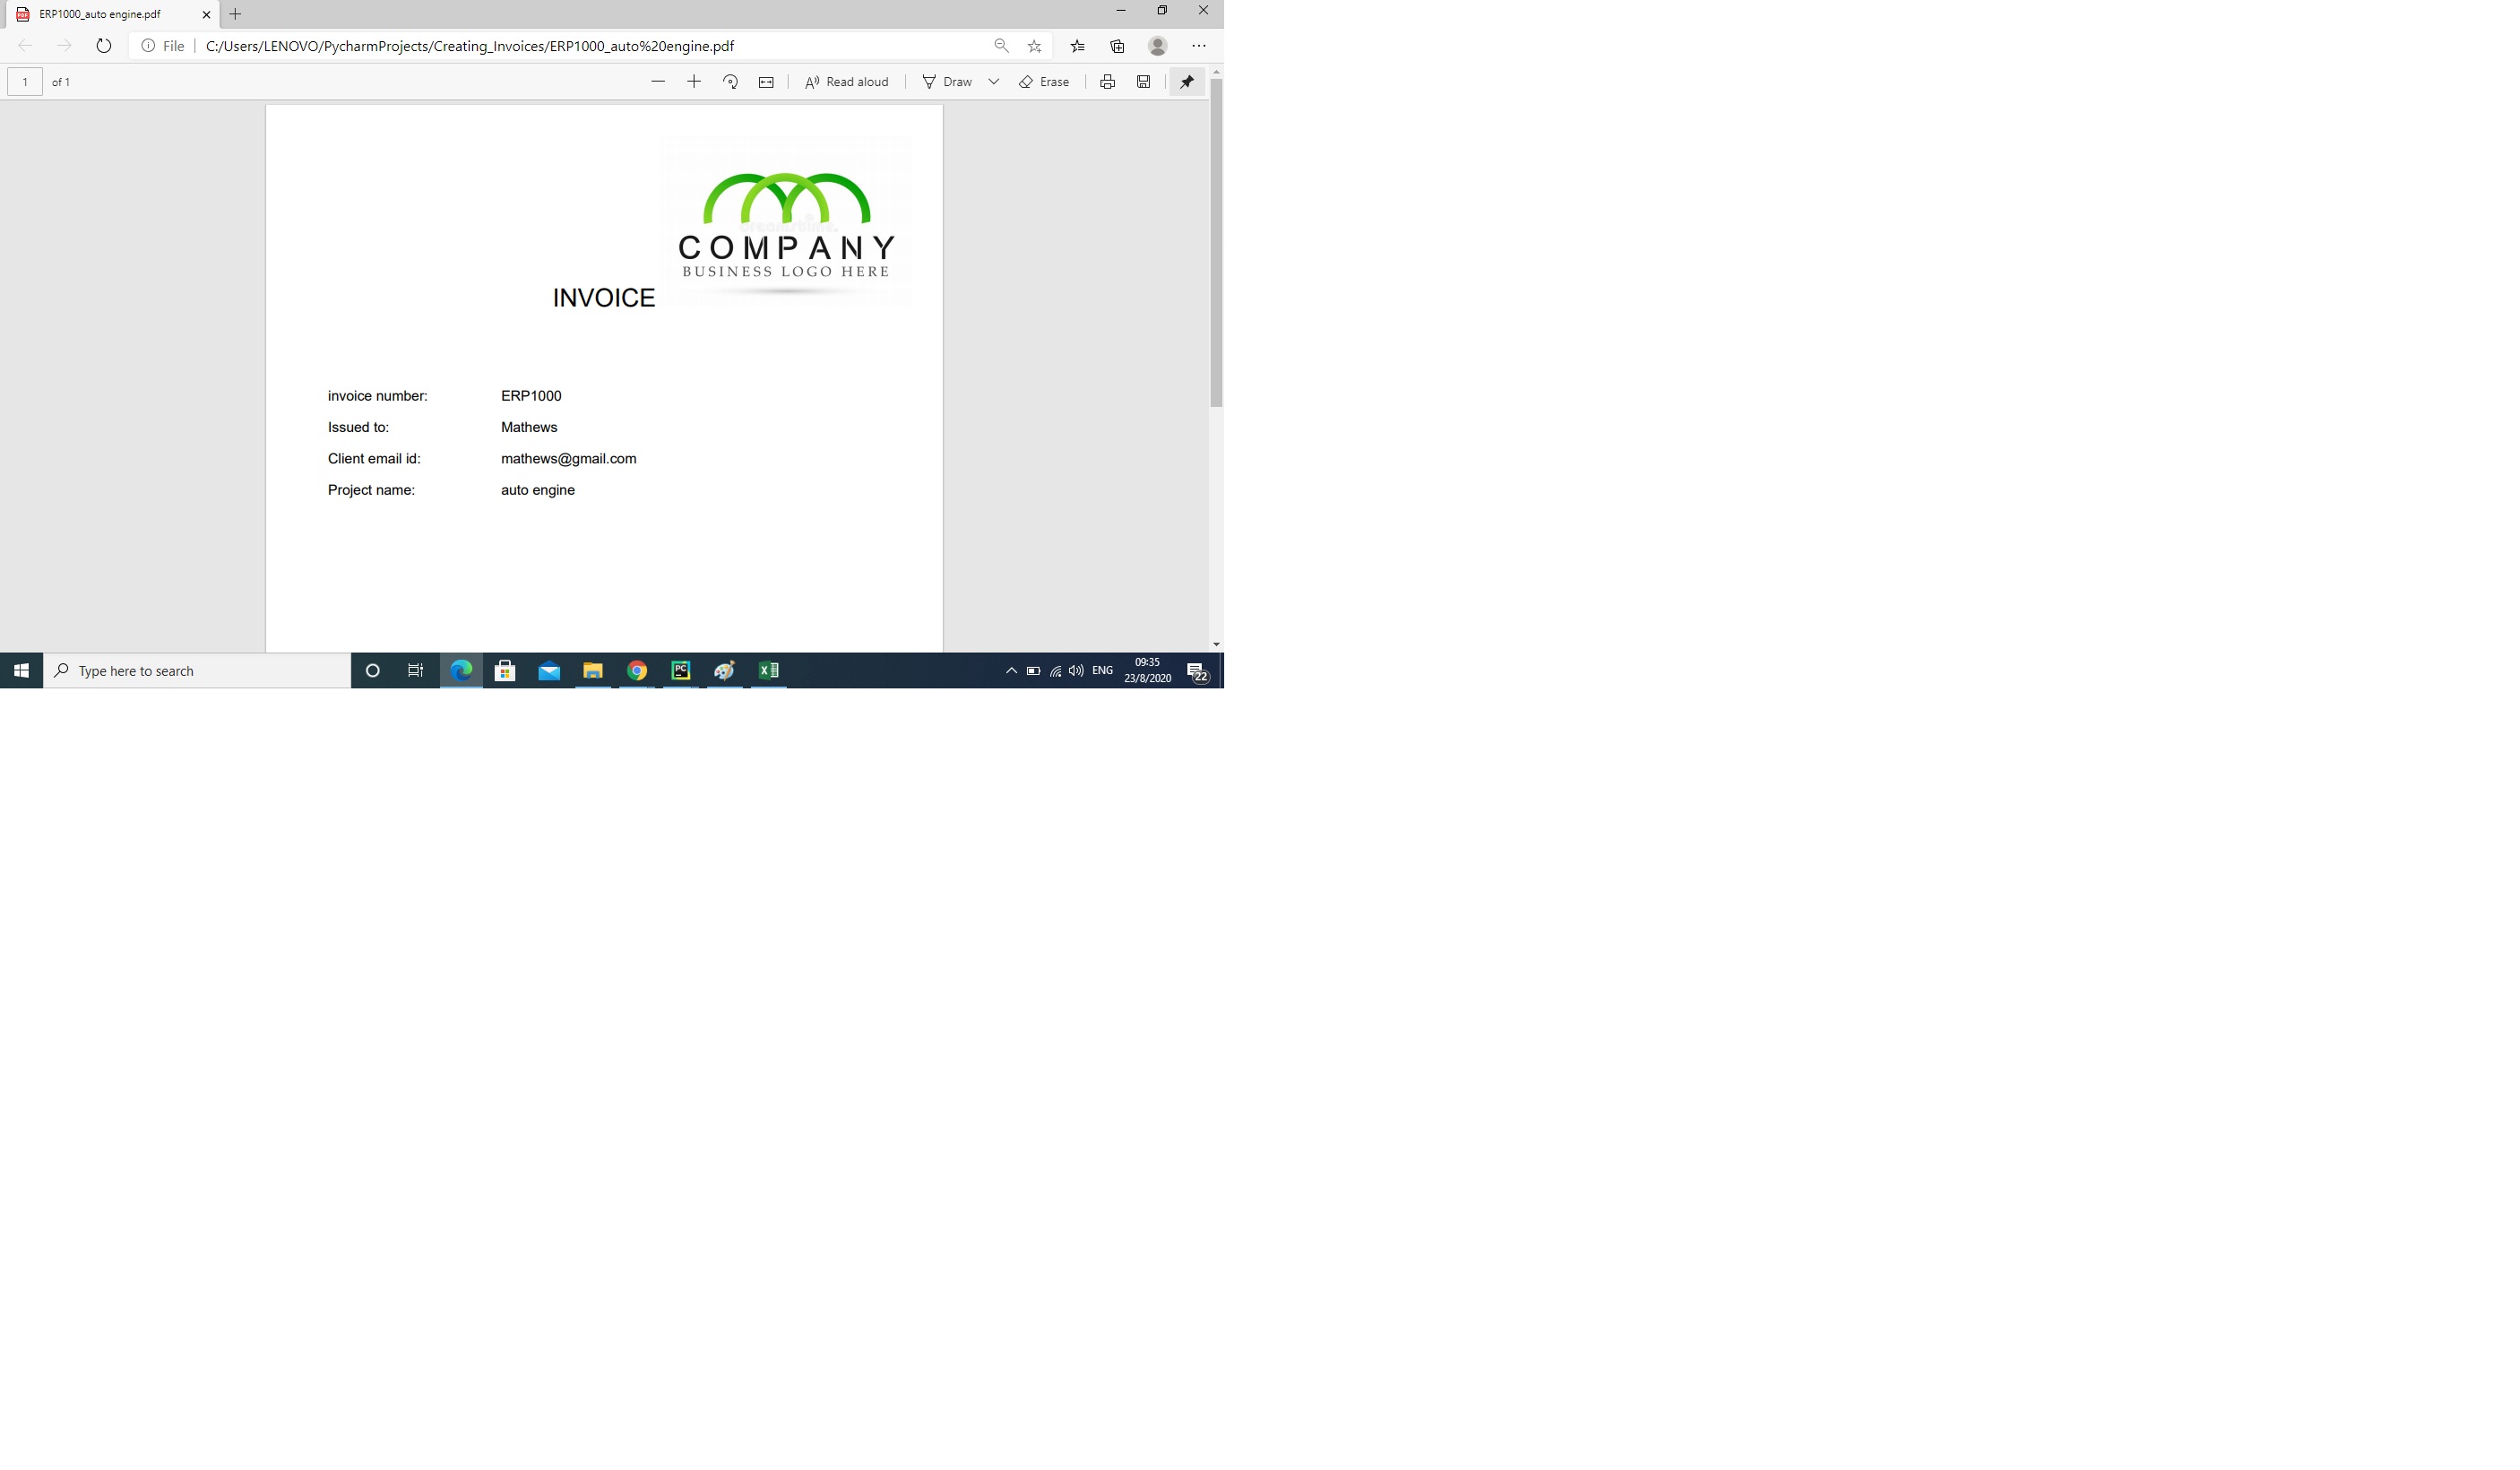 ERP1000_auto engine.pdf
File
C:/Users/LENOVO/PycharmProjects/Creating_Invoices/ERP1000_auto%20engine.pdf
1 of 1
Read aloud
Draw
Erase
dreamstime.
COMPANY
BUSINESS LOGO HERE
INVOICE
invoice number: ERP1000
Issued to: Mathews
Client email id: mathews@gmail.com
Project name: auto engine
Type here to search
PC
ENG
09:35
23/8/2020
22